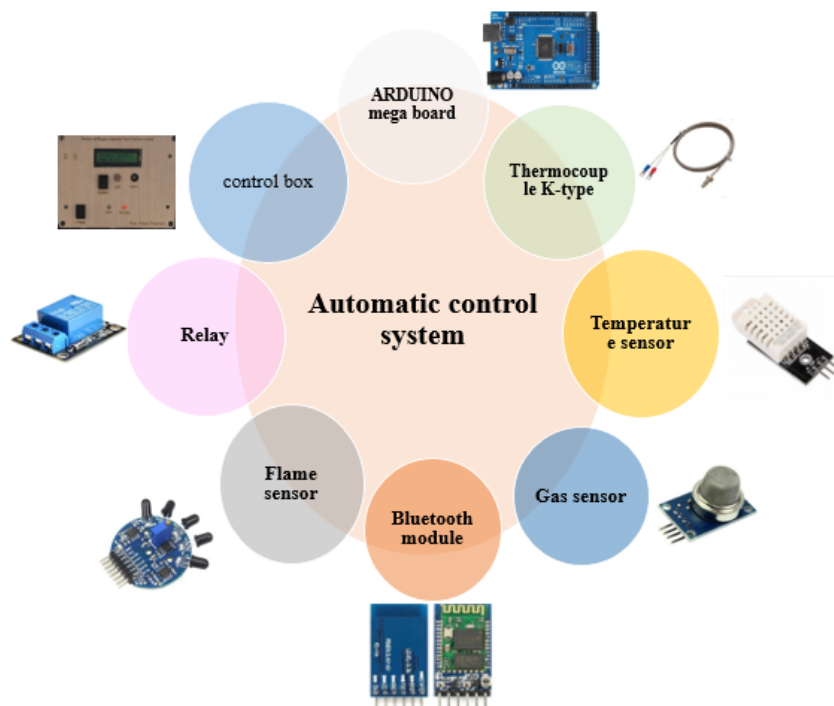 ARDUINO
mega board
Thermocoup
le K-type
Temperatur
e sensor
Gas sensor
Bluetooth
module
Flame
sensor
Relay
control box
Automatic control
system